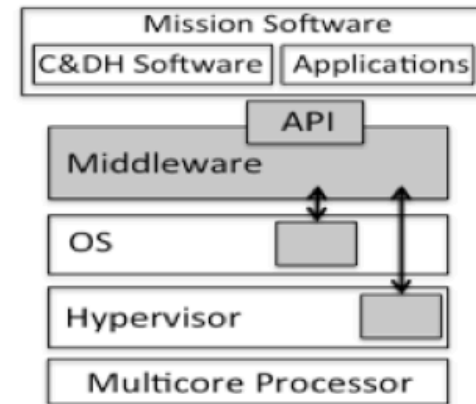 Mission Software
C&DH Software Applications
API
Middleware
OS
Hypervisor
Multicore Processor